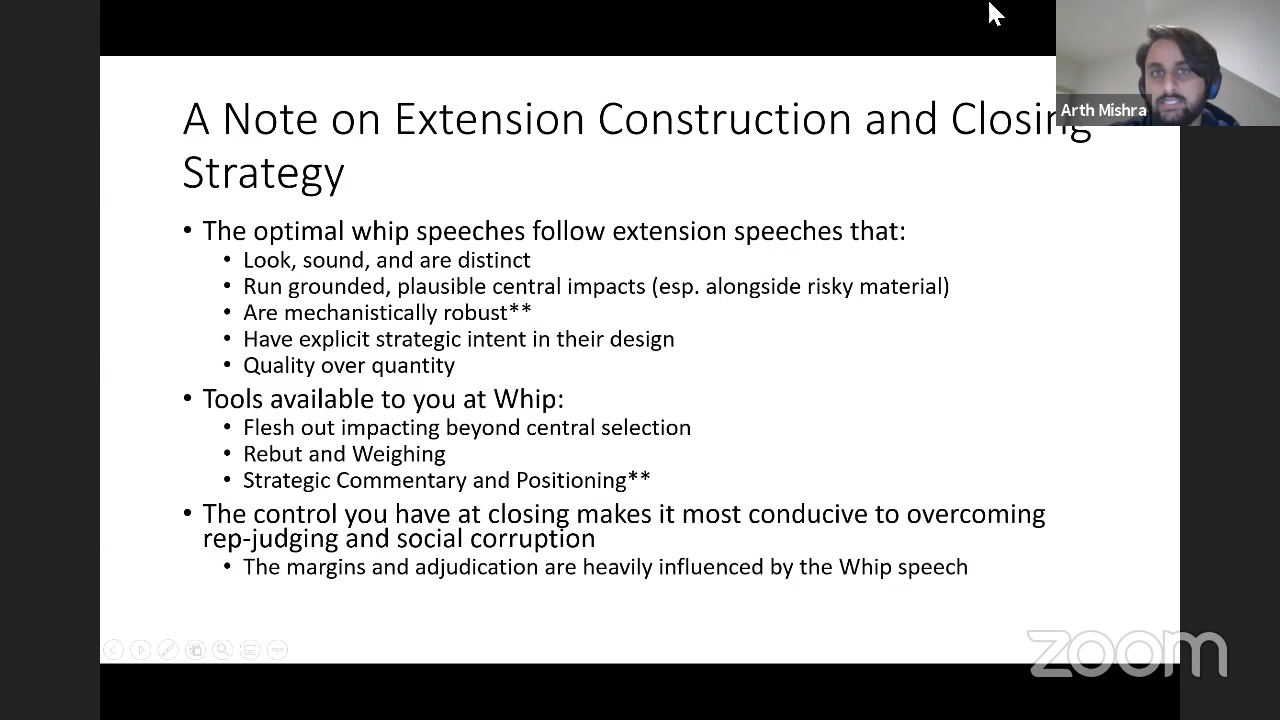 Arth Mishra
A Note on Extension Construction and Closing
Strategy
• The optimal whip speeches follow extension speeches that:
• Look, sound, and are distinct
• Run grounded, plausible central impacts (esp. alongside risky material)
• Are mechanistically robust**
• Have explicit strategic intent in their design
• Quality over quantity
• Tools available to you at Whip:
• Flesh out impacting beyond central selection
• Rebut and Weighing
• Strategic Commentary and Positioning**
• The control you have at closing makes it most conducive to overcoming
rep-judging and social corruption
• The margins and adjudication are heavily influenced by the Whip speech
zoom